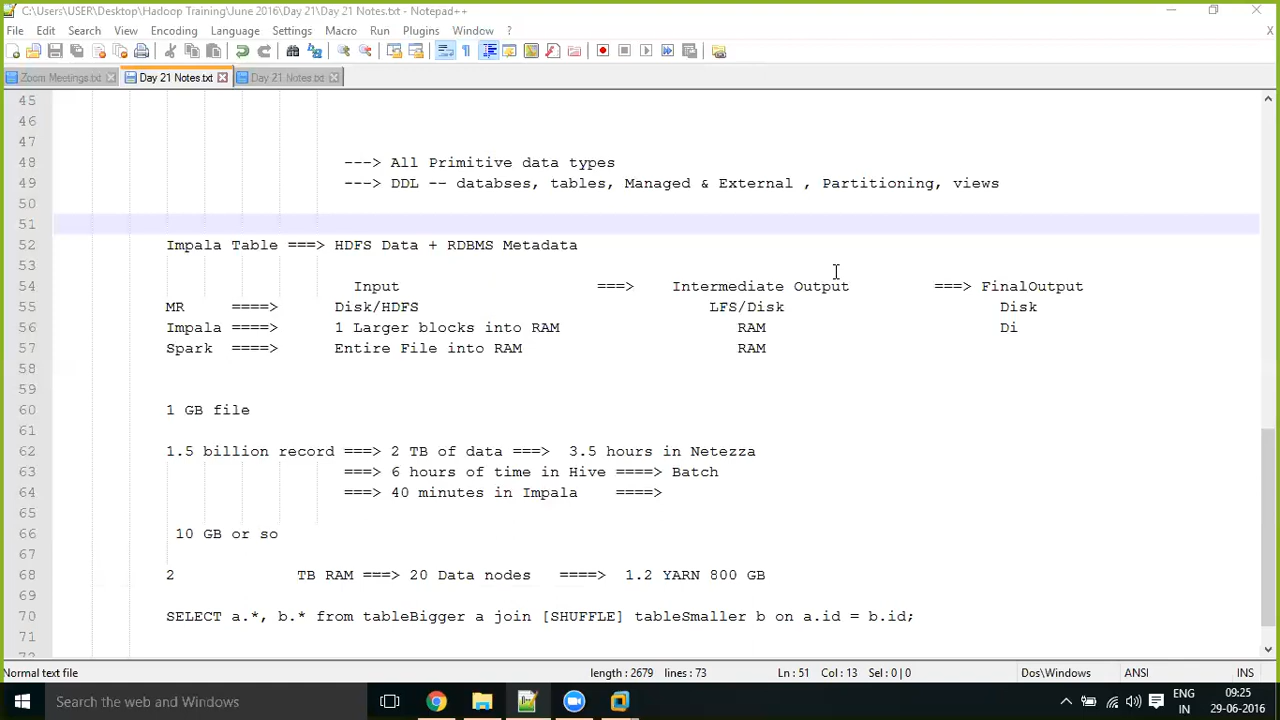 C:\Users\USER\Desktop\Hadoop Training\June 2016\Day 21\Day 21 Notes.txt - Notepad++
File Edit Search View Encoding Language Settings Macro Run Plugins Window ? X
Zoom Meetings.txt Day 21 Notes.txt Day 21 Notes.txt
45
46
47
48 ---> All Primitive data types
49 ---> DDL -- databses, tables, Managed & External , Partitioning, views
50
51
52 Impala Table ===> HDFS Data + RDBMS Metadata
53
54 Input ===> Intermediate Output ===> FinalOutput
55 MR ====> Disk/HDFS LFS/Disk Disk
56 Impala ====> 1 Larger blocks into RAM RAM Di
57 Spark ====> Entire File into RAM RAM
58
59
60 1 GB file
61
62 1.5 billion record ===> 2 TB of data ===> 3.5 hours in Netezza
63 ===> 6 hours of time in Hive ====> Batch
64 ===> 40 minutes in Impala ====>
65
66 10 GB or so
67
68 2 TB RAM ===> 20 Data nodes ====> 1.2 YARN 800 GB
69
70 SELECT a.*, b.* from tableBigger a join [SHUFFLE] tableSmaller b on a.id = b.id;
71
72
Normal text file length : 2679 lines : 73 Ln : 51 Col : 13 Sel : 0 | 0 Dos\Windows ANSI INS
Search the web and Windows
ENG 09:25
IN 29-06-2016